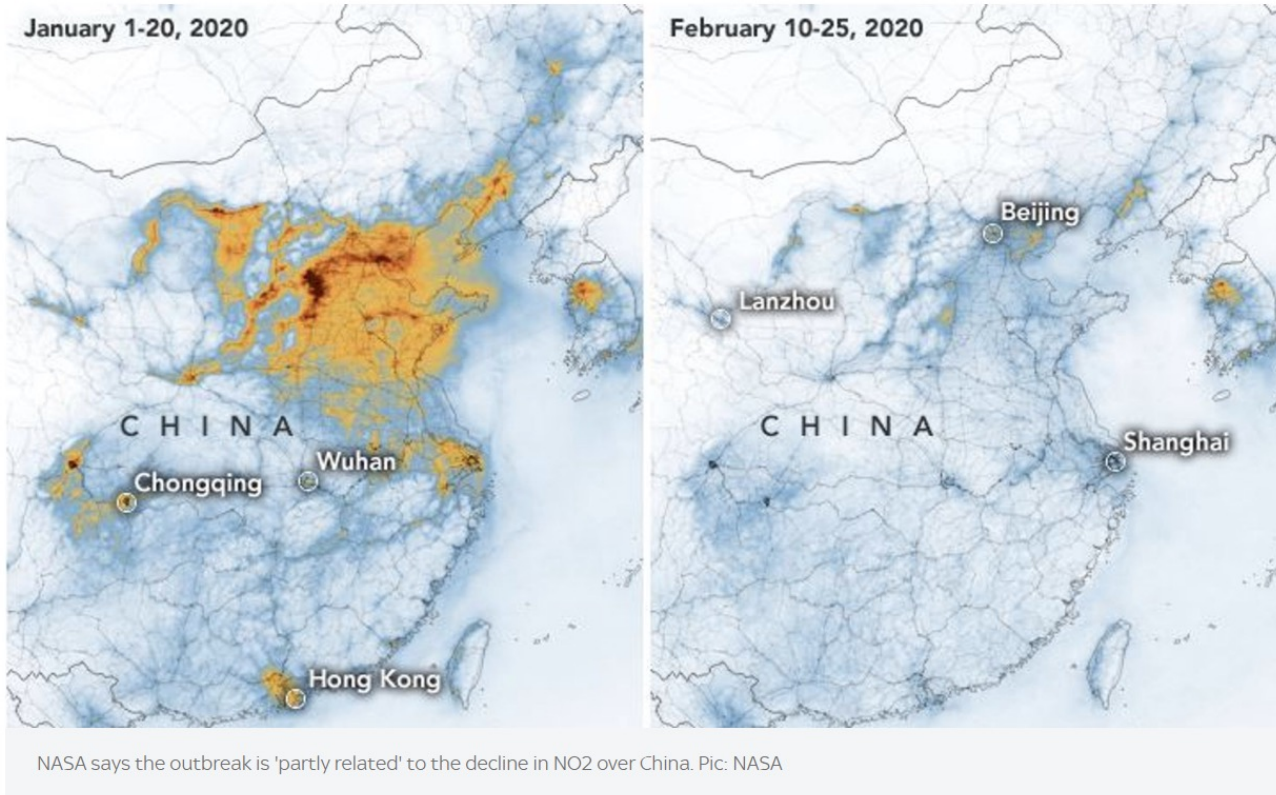 January 1-20, 2020
February 10-25, 2020
Beijing
Lanzhou
CHINA
CHINA
Wuhan
Shanghai
Chongqing
Hong Kong
NASA says the outbreak is 'partly related' to the decline in NO2 over China. Pic: NASA